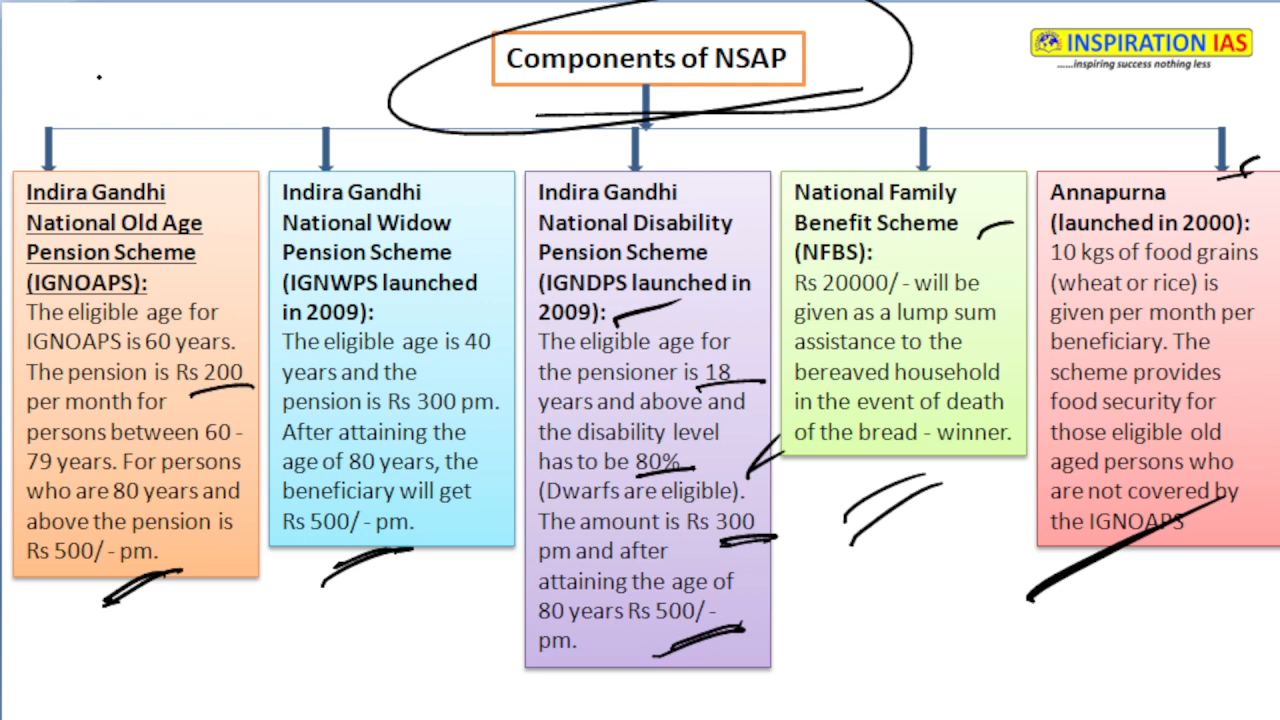 Components of NSAP
INSPIRATION IAS
......inspiring success nothing less
Indira Gandhi
National Old Age
Pension Scheme
(IGNOAPS):
The eligible age for
IGNOAPS is 60 years.
The pension is Rs 200
per month for
persons between 60 -
79 years. For persons
who are 80 years and
above the pension is
Rs 500/- pm.
Indira Gandhi
National Widow
Pension Scheme
(IGNWPS launched
in 2009):
The eligible age is 40
years and the
pension is Rs 300 pm.
After attaining the
age of 80 years, the
beneficiary will get
Rs 500/- pm.
Indira Gandhi
National Disability
Pension Scheme
(IGNDPS launched in
2009):
The eligible age for
the pensioner is 18
years and above and
the disability level
has to be 80%
(Dwarfs are eligible).
The amount is Rs 300
pm and after
attaining the age of
80 years Rs 500/-
pm.
National Family
Benefit Scheme
(NFBS):
Rs 20000/- will be
given as a lump sum
assistance to the
bereaved household
in the event of death
of the bread - winner.
Annapurna
(launched in 2000):
10 kgs of food grains
(wheat or rice) is
given per month per
beneficiary. The
scheme provides
food security for
those eligible old
aged persons who
are not covered by
the IGNOAPS